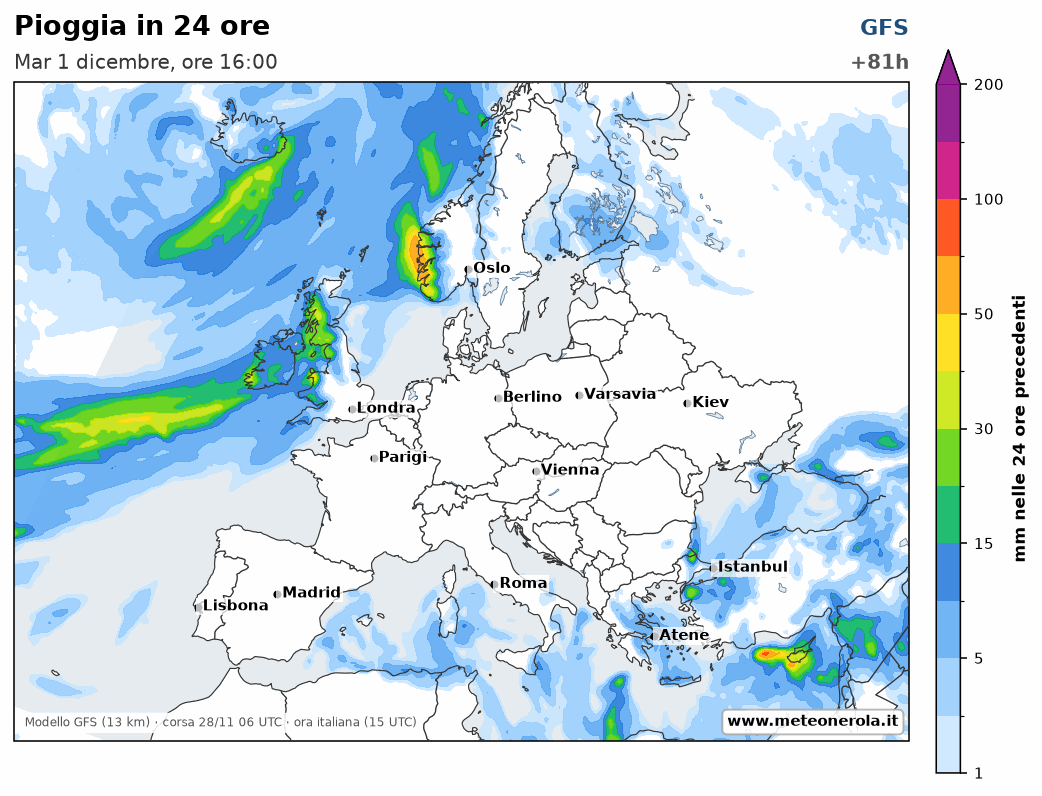 Pioggia in 24 ore
GFS
Mar 1 dicembre, ore 16:00
+81h
200
100
50
30
15
5
1
mm nelle 24 ore precedenti
Oslo
Londra
Berlino
Varsavia
Kiev
Parigi
Vienna
Istanbul
Roma
Madrid
Lisbona
Atene
Modello GFS (13 km) · corsa 28/11 06 UTC · ora italiana (15 UTC)
www.meteonerola.it